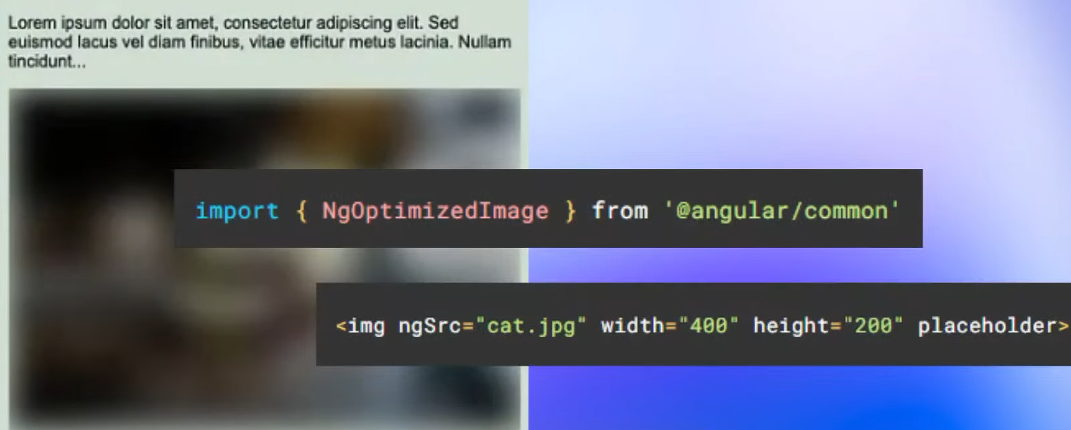 Lorem ipsum dolor sit amet, consectetur adipiscing elit. Sed
euismod lacus vel diam finibus, vitae efficitur metus lacinia. Nullam
tincidunt...
import { NgOptimizedImage } from '@angular/common'
<img ngSrc="cat.jpg" width="400" height="200" placeholder>